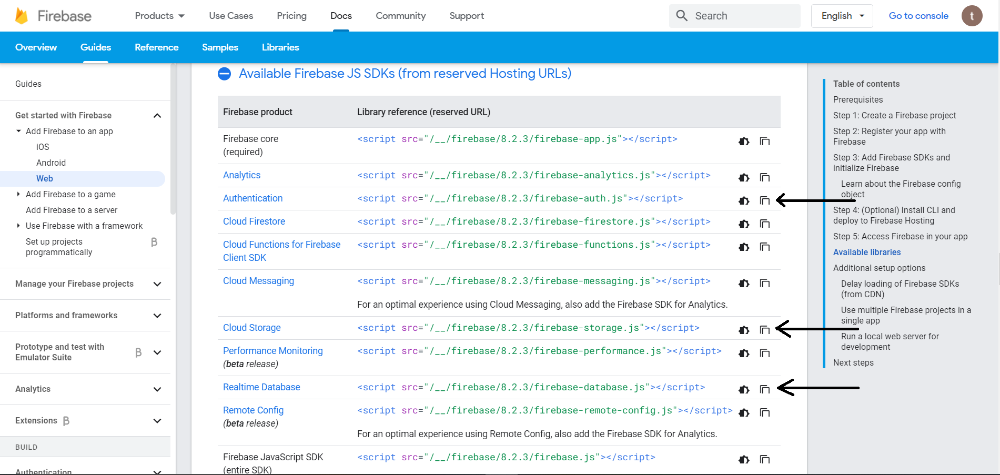 Firebase
Products
Use Cases
Pricing
Docs
Community
Support
Search
English
Go to console
t
Overview
Guides
Reference
Samples
Libraries
Guides
Get started with Firebase
Add Firebase to an app
iOS
Android
Web
Add Firebase to a game
Add Firebase to a server
Use Firebase with a framework
Set up projects
programmatically
β
Manage your Firebase projects
Platforms and frameworks
Prototype and test with
Emulator Suite
β
Analytics
Extensions β
BUILD
Authentication
Available Firebase JS SDKs (from reserved Hosting URLs)
Firebase product
Library reference (reserved URL)
Firebase core
(required)
<script src="/__/firebase/8.2.3/firebase-app.js"></script>
Analytics
<script src="/__/firebase/8.2.3/firebase-analytics.js"></script>
Authentication
<script src="/__/firebase/8.2.3/firebase-auth.js"></script>
Cloud Firestore
<script src="/__/firebase/8.2.3/firebase-firestore.js"></script>
Cloud Functions for Firebase
Client SDK
<script src="/__/firebase/8.2.3/firebase-functions.js"></script>
Cloud Messaging
<script src="/__/firebase/8.2.3/firebase-messaging.js"></script>
For an optimal experience using Cloud Messaging, also add the Firebase SDK for Analytics.
Cloud Storage
<script src="/__/firebase/8.2.3/firebase-storage.js"></script>
Performance Monitoring
(beta release)
<script src="/__/firebase/8.2.3/firebase-performance.js"></script>
Realtime Database
<script src="/__/firebase/8.2.3/firebase-database.js"></script>
Remote Config
(beta release)
<script src="/__/firebase/8.2.3/firebase-remote-config.js"></script>
For an optimal experience using Remote Config, also add the Firebase SDK for Analytics.
Firebase JavaScript SDK
(entire SDK)
<script src="/__/firebase/8.2.3/firebase.js"></script>
Table of contents
Prerequisites
Step 1: Create a Firebase project
Step 2: Register your app with
Firebase
Step 3: Add Firebase SDKs and
initialize Firebase
Learn about the Firebase config
object
Step 4: (Optional) Install CLI and
deploy to Firebase Hosting
Step 5: Access Firebase in your app
Available libraries
Additional setup options
Delay loading of Firebase SDKs
(from CDN)
Use multiple Firebase projects in a
single app
Run a local web server for
development
Next steps